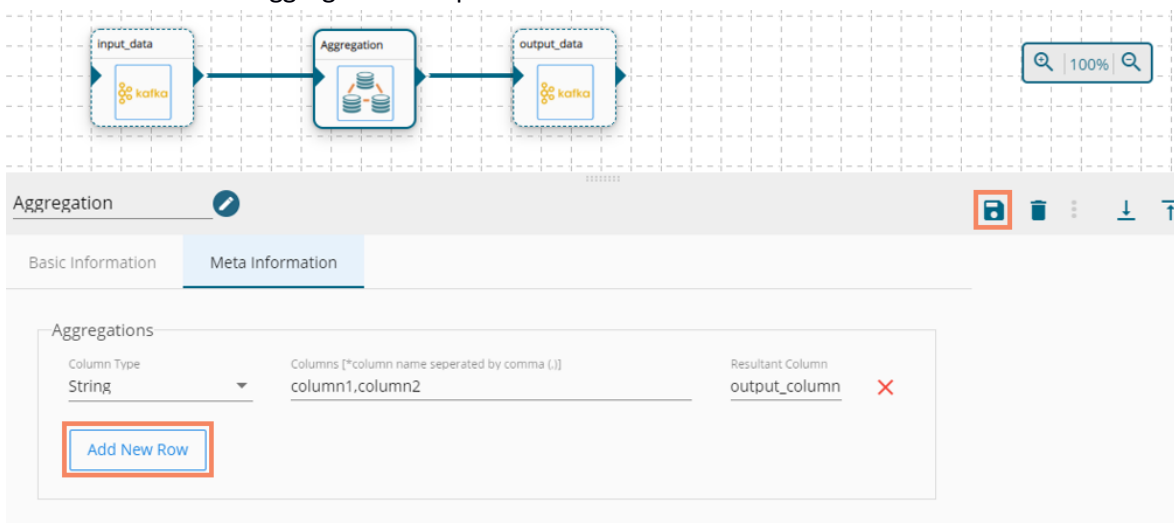 input_data
Aggregation
output_data
kafka
kafka
100%
Aggregation
Basic Information Meta Information
Aggregations
Column Type Columns [*column name seperated by comma (,)] Resultant Column
String column1,column2 output_column
Add New Row